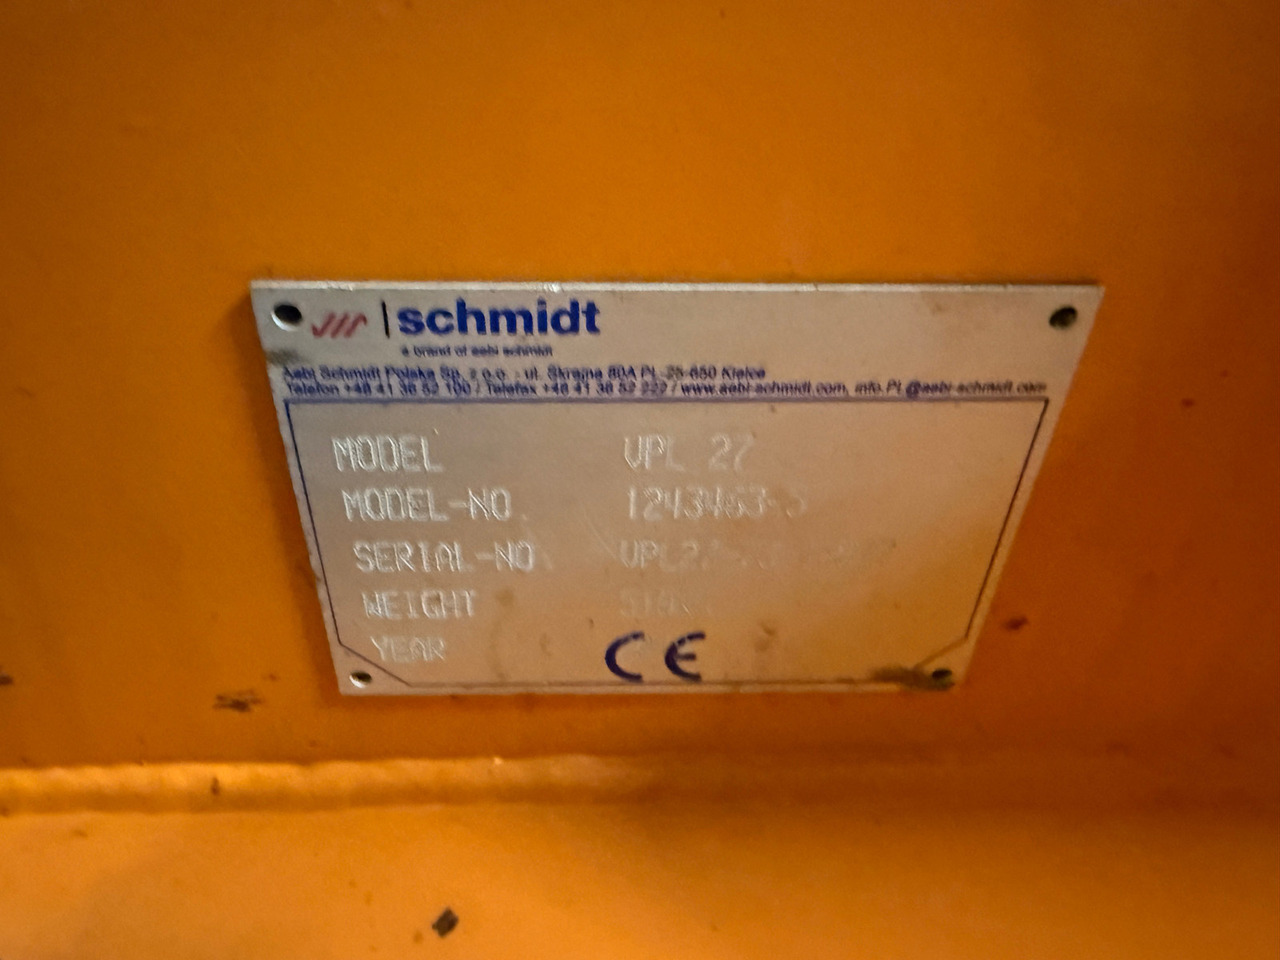 schmidt
a brand of aebi schmidt
Aebi Schmidt Polska Sp. z o.o. - ul. Skrajna 80A PL-25-650 Kielce
Telefon +48 41 36 52 100 / Telefax +48 41 36 52 222 / www.aebi-schmidt.com, info.PL@aebi-schmidt.com
MODEL VPL 27
MODEL-NO. 1243463-
SERIAL-NO
WEIGHT
YEAR
CE